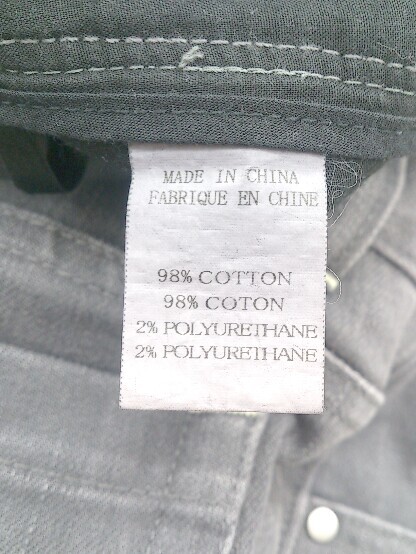 MADE IN CHINA
FABRIQUE EN CHINE
98% COTTON
98% COTON
2% POLYURETHANE
2% POLYURETHANE